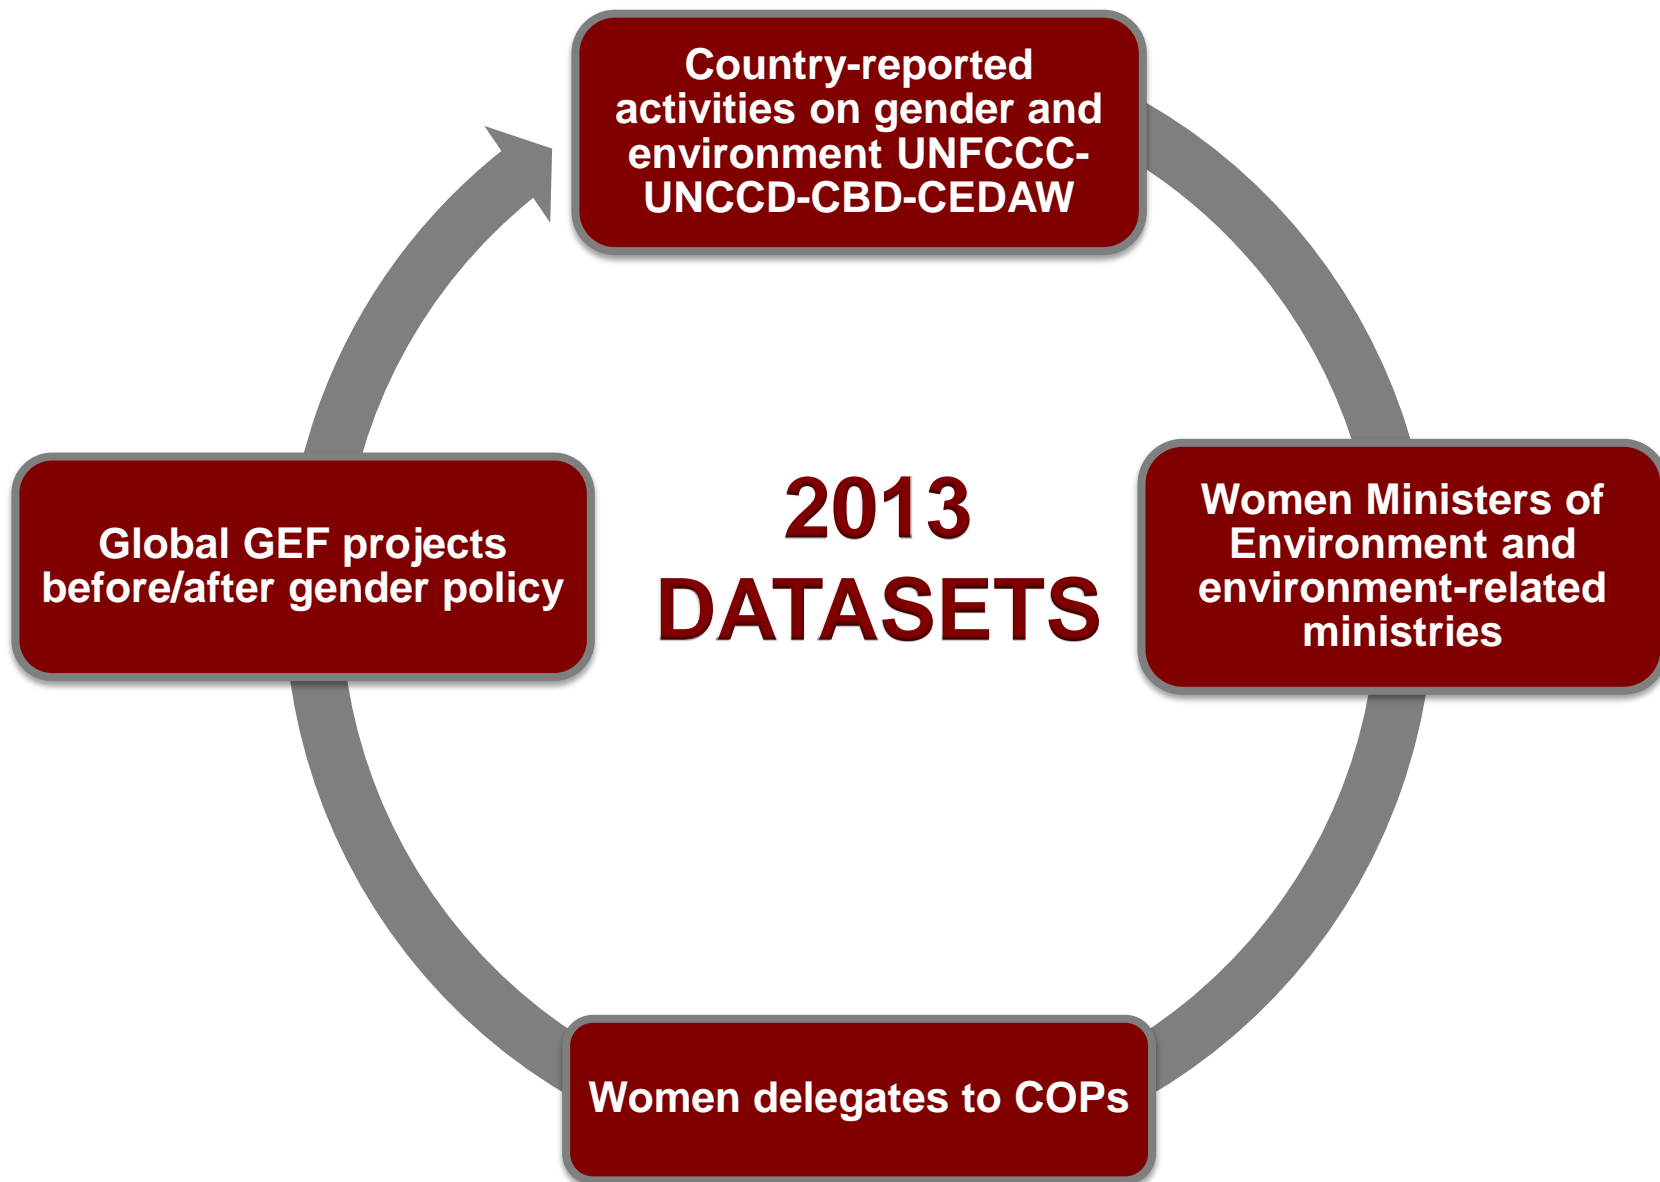 Country-reported
activities on gender and
environment UNFCCC-
UNCCD-CBD-CEDAW
Women Ministers of
Environment and
environment-related
ministries
Women delegates to COPs
Global GEF projects
before/after gender policy
2013
DATASETS